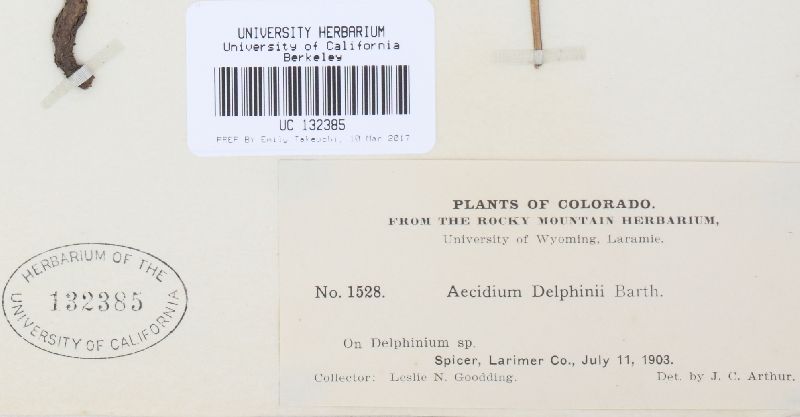 UNIVERSITY HERBARIUM
University of California
Berkeley
UC 132385
PREP BY Emily Takeuchi, 10 Mar 2017
PLANTS OF COLORADO.
FROM THE ROCKY MOUNTAIN HERBARIUM,
University of Wyoming, Laramie.
No. 1528. Aecidium Delphinii Barth.
On Delphinium sp.
Spicer, Larimer Co., July 11, 1903.
Collector: Leslie N. Goodding. Det. by J. C. Arthur.
HERBARIUM OF THE
132385
UNIVERSITY OF CALIFORNIA